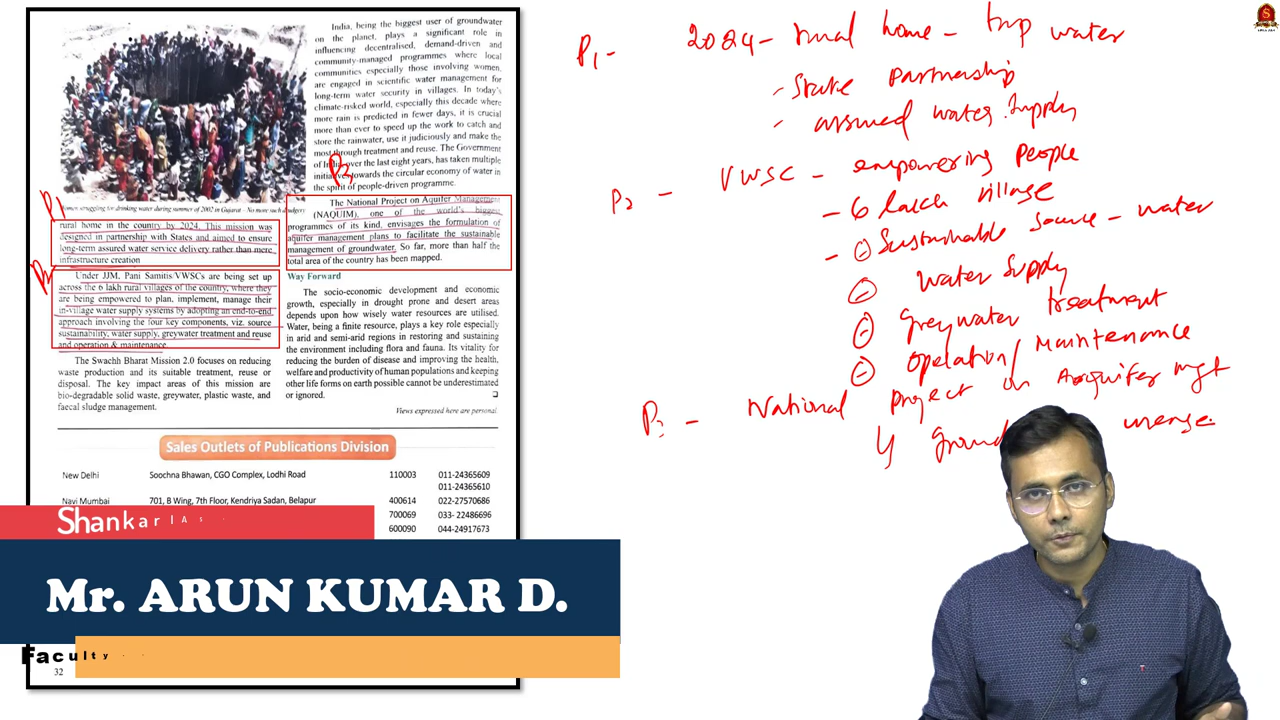 India, being the biggest user of groundwater
on the planet, plays a significant role in
influencing decentralised, demand-driven and
community-managed programmes where local
communities especially those involving women,
are engaged in scientific water management for
long-term water security in villages. In today's
climate-risked world, especially this decade where
more rain is predicted in fewer days, it is crucial
more than ever to speed up the work to catch and
store the rainwater, use it judiciously and make the
most through treatment and reuse. The Government
of India over the last eight years, has taken multiple
initiatives towards the circular economy of water in
the spirit of people-driven programme.
P3
Women struggling for drinking water during summer of 2002 in Gujarat - No more such drudgery
P1
rural home in the country by 2024. This mission was
designed in partnership with States and aimed to ensure
long-term assured water service delivery rather than mere
infrastructure creation
P2
Under JJM, Pani Samitis/VWSCs are being set up
across the 6 lakh rural villages of the country, where they
are being empowered to plan, implement, manage their
in-village water supply systems by adopting an end-to-end
approach involving the four key components, viz. source
sustainability, water supply, greywater treatment and reuse
and operation & maintenance.
The Swachh Bharat Mission 2.0 focuses on reducing
waste production and its suitable treatment, reuse or
disposal. The key impact areas of this mission are
bio-degradable solid waste, greywater, plastic waste, and
faecal sludge management.
The National Project on Aquifer Management
(NAQUIM), one of the world's biggest
programmes of its kind, envisages the formulation of
aquifer management plans to facilitate the sustainable
management of groundwater. So far, more than half the
total area of the country has been mapped.
Way Forward
The socio-economic development and economic
growth, especially in drought prone and desert areas
depends upon how wisely water resources are utilised.
Water, being a finite resource, plays a key role especially
in arid and semi-arid regions in restoring and sustaining
the environment including flora and fauna. Its vitality for
reducing the burden of disease and improving the health,
welfare and productivity of human populations and keeping
other life forms on earth possible cannot be underestimated
or ignored.
Views expressed here are personal
Sales Outlets of Publications Division
New Delhi Soochna Bhawan, CGO Complex, Lodhi Road 110003 011-24365609
011-24365610
Navi Mumbai 701, B Wing, 7th Floor, Kendriya Sadan, Belapur 400614 022-27570686
700069 033- 22486696
600090 044-24917673
Shankar IAS
Mr. ARUN KUMAR D.
Faculty
32
P1 - 2024 - rural home - tap water
- State partnership
- assured water supply
P2 - VWSC - empowering people
- 6 lakh village
- Sustainable source - water
water supply
greywater treatment
operation/maintenance
P3 - National project on Aquifer mgt